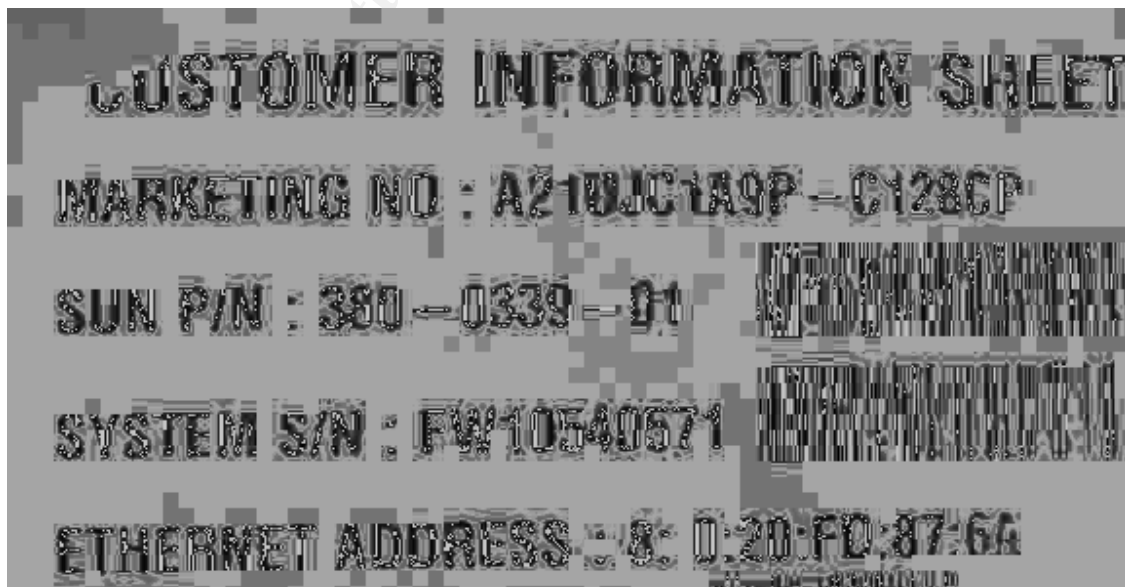 CUSTOMER INFORMATION SHEET
MARKETING NO : A21UJC1A9P-C128CP
SUN P/N : 380-0339-01
SYSTEM S/N : FW10540571
ETHERNET ADDRESS : 8: 0:20:FD:87:6A